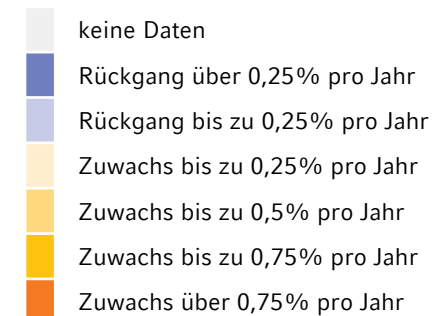 keine Daten
Rückgang über 0,25% pro Jahr
Rückgang bis zu 0,25% pro Jahr
Zuwachs bis zu 0,25% pro Jahr
Zuwachs bis zu 0,5% pro Jahr
Zuwachs bis zu 0,75% pro Jahr
Zuwachs über 0,75% pro Jahr